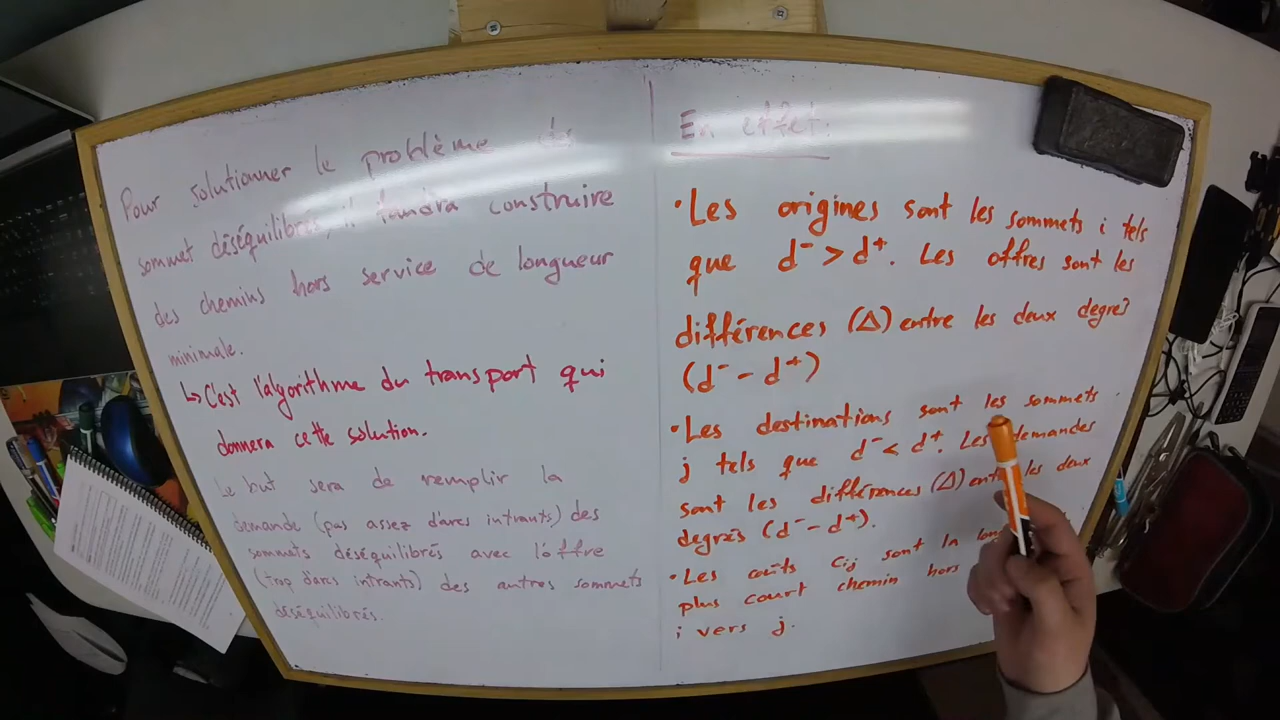 Pour solutionner le problème des
sommet déséquilibrés, il faudra construire
des chemins hors service de longueur
minimale.
↳ C'est l'algorithme du transport qui
donnera cette solution.
Le but sera de remplir la
demande (pas assez d'arcs intrants) des
sommets déséquilibrés avec l'offre
(trop d'arcs intrants) des autres sommets
déséquilibrés.
En effet:
• Les origines sont les sommets i tels
que d⁻ > d⁺. Les offres sont les
différences (Δ) entre les deux degré
(d⁻ - d⁺)
• Les destinations sont les sommets
j tels que d⁻ < d⁺. Les demandes
sont les différences (Δ) entre les deux
degrés (d⁻ - d⁺).
• Les coûts Cij sont la
plus court chemin hors
i vers j.